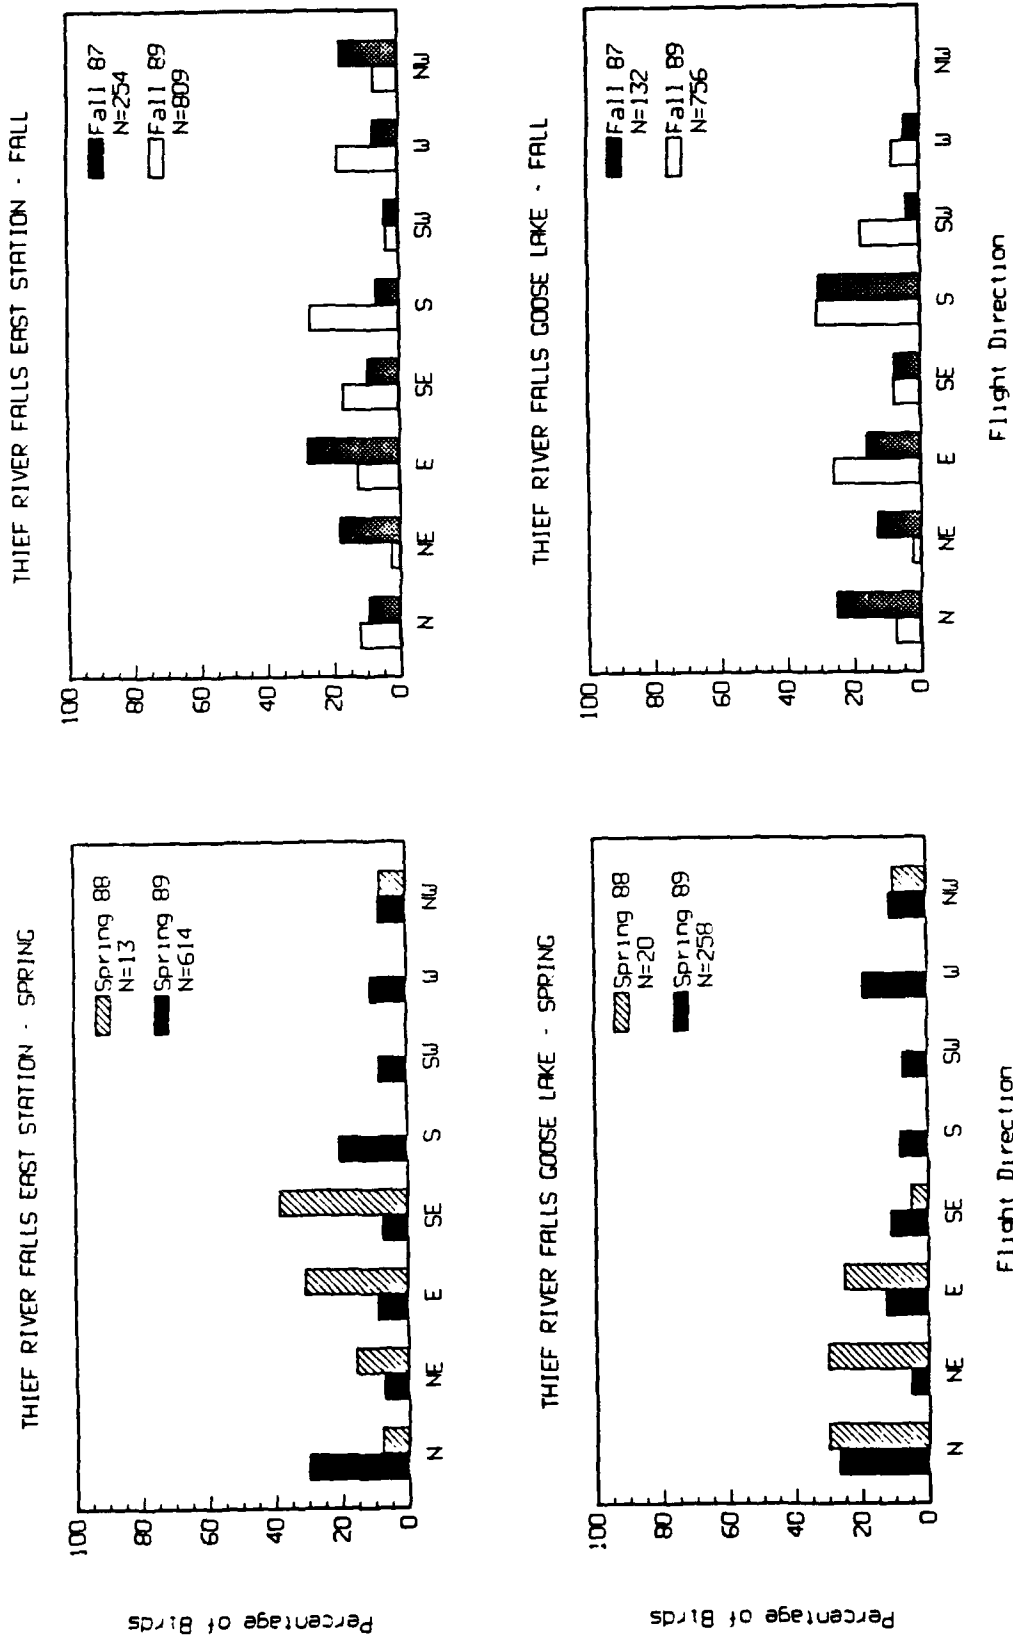 THIEF RIVER FALLS EAST STATION - SPRING
Percentage of Birds
100
80
60
40
20
0
Spring 88
N=13
Spring 89
N=614
N NE E SE S SW W NW
THIEF RIVER FALLS EAST STATION - FALL
100
80
60
40
20
0
Fall 87
N=254
Fall 89
N=809
N NE E SE S SW W NW
THIEF RIVER FALLS GOOSE LAKE - SPRING
Percentage of Birds
100
80
60
40
20
0
Spring 88
N=20
Spring 89
N=258
N NE E SE S SW W NW
Flight Direction
THIEF RIVER FALLS GOOSE LAKE - FALL
100
80
60
40
20
0
Fall 87
N=132
Fall 89
N=756
N NE E SE S SW W NW
Flight Direction